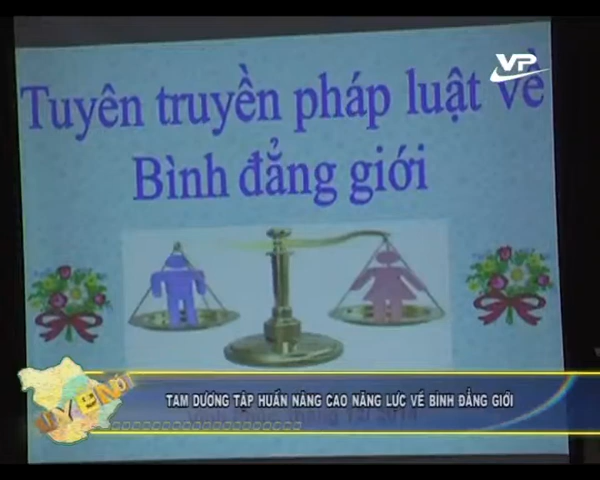 VP
Tuyên truyền pháp luật về
Bình đẳng giới
TAM DƯƠNG TẬP HUẤN NÂNG CAO NĂNG LỰC VỀ BÌNH ĐẲNG GIỚI